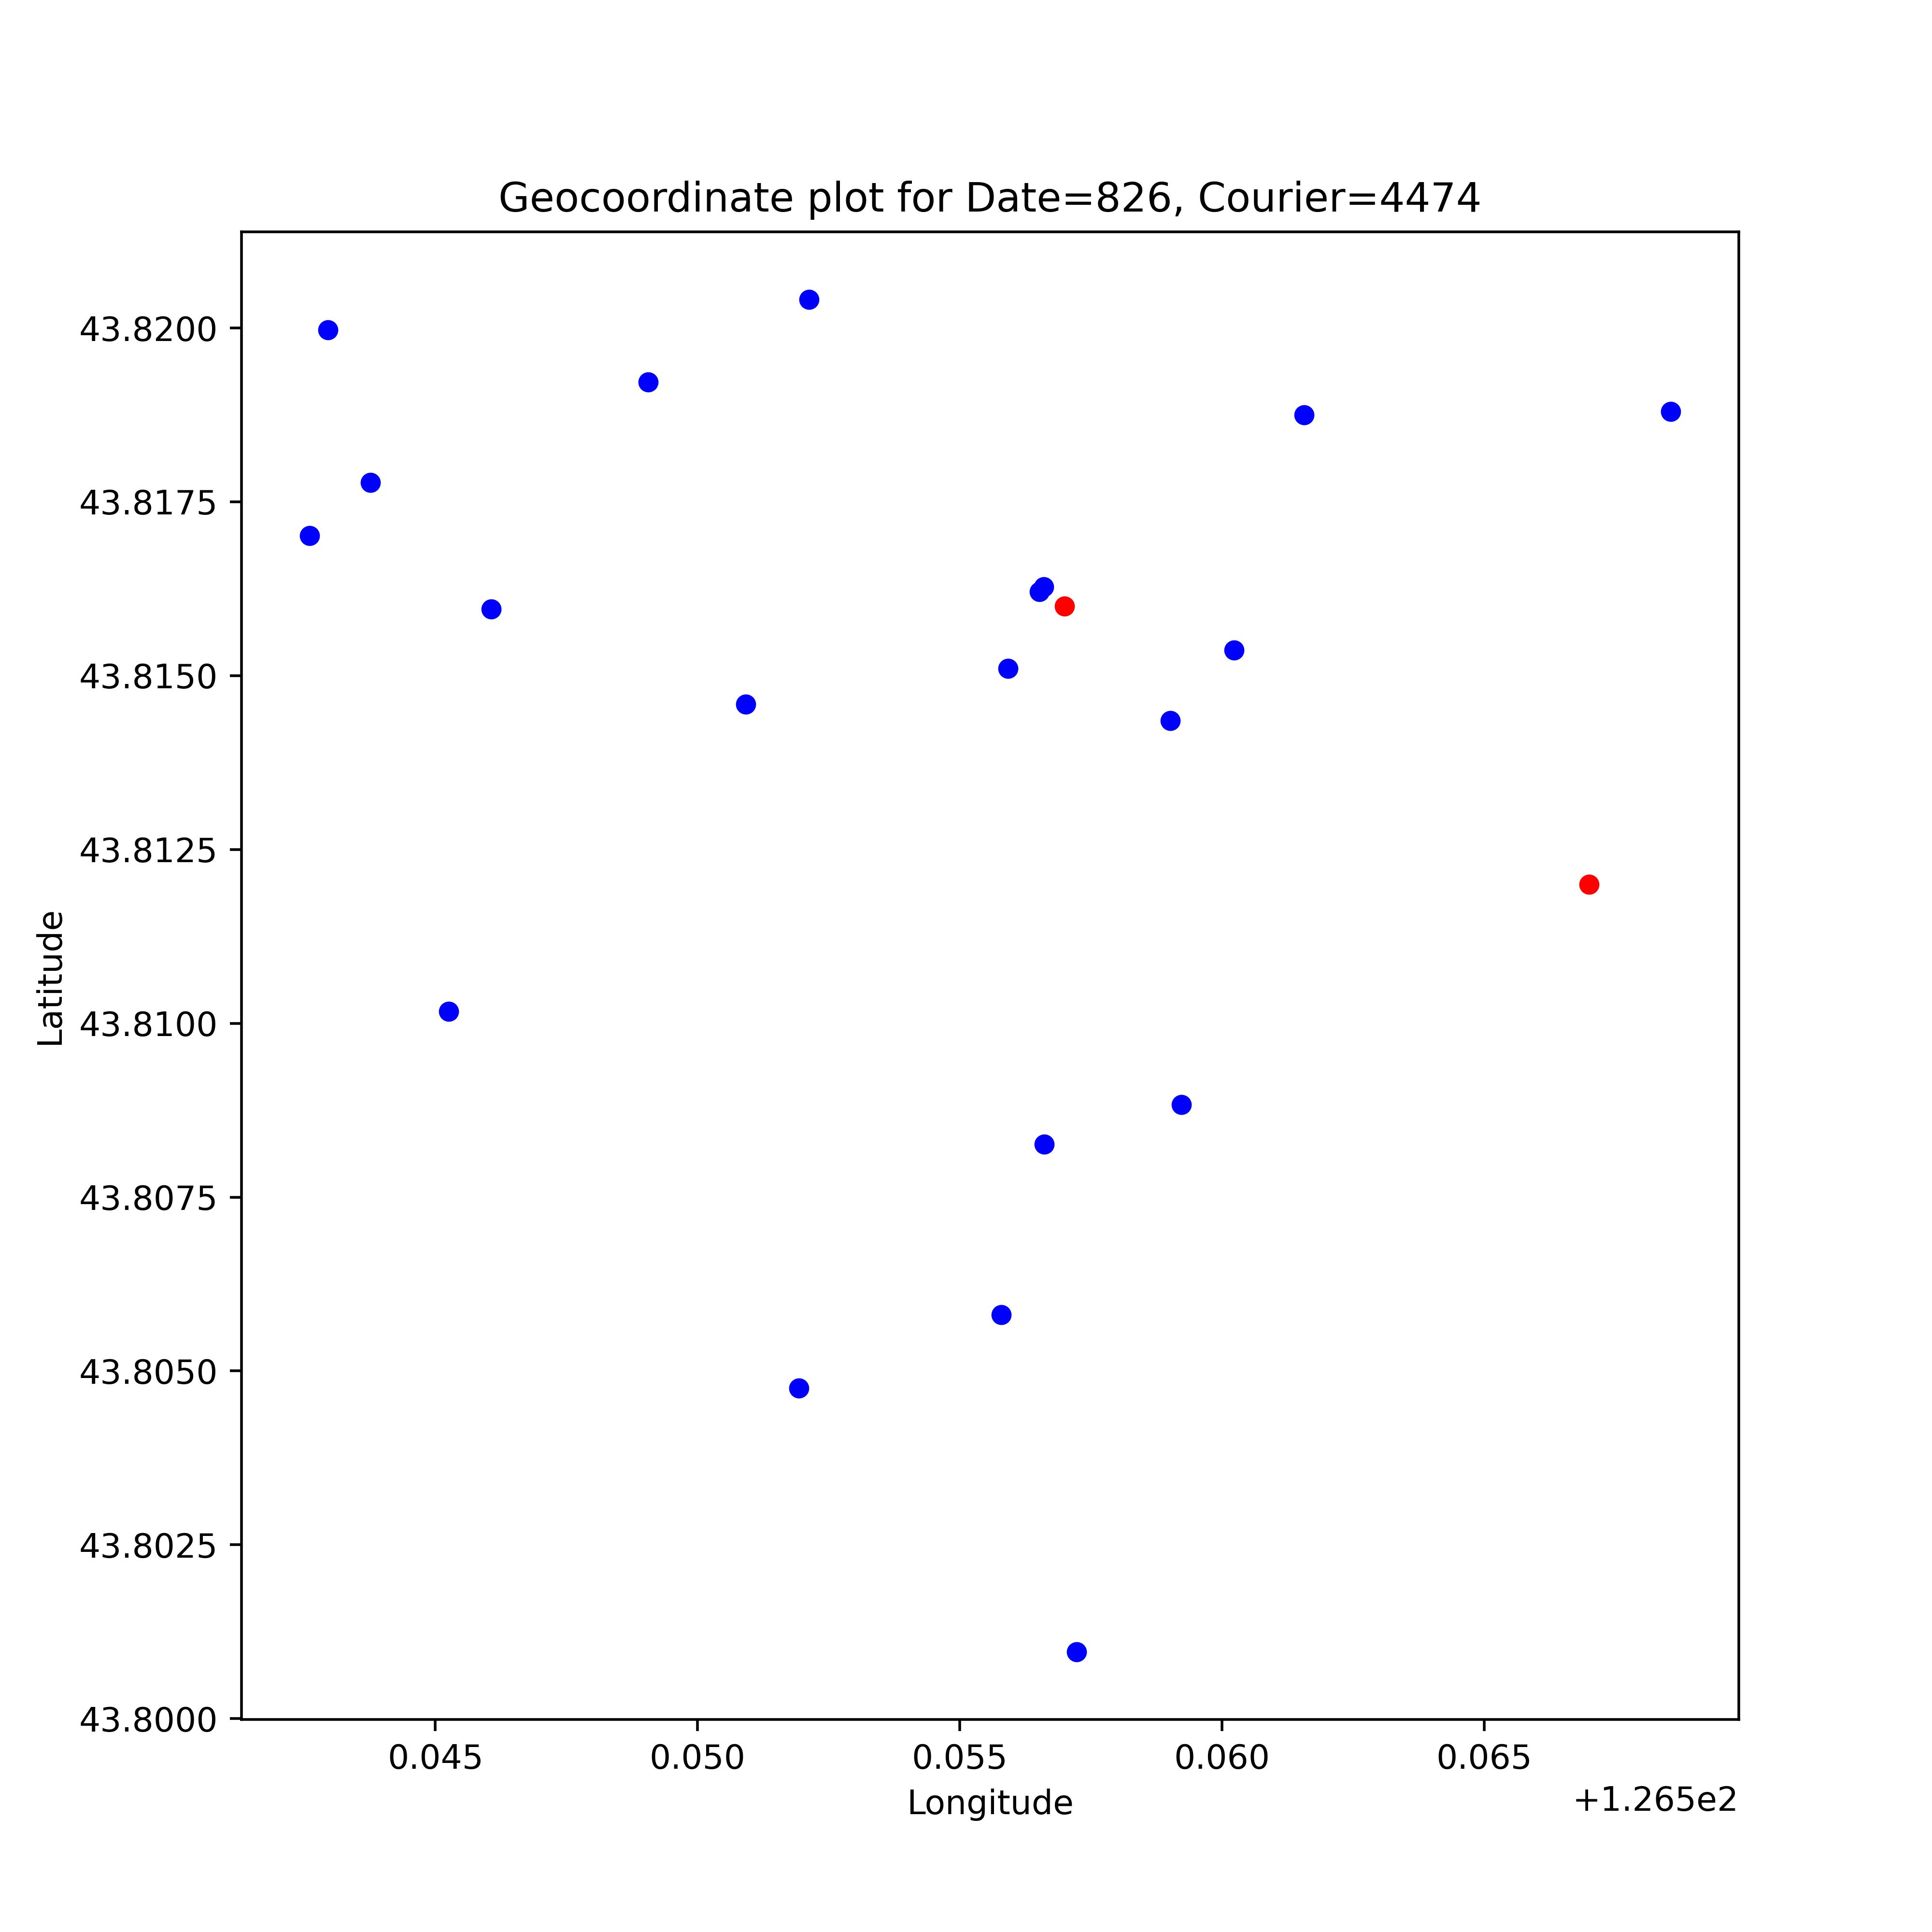 Geocoordinate plot for Date=826, Courier=4474
43.8200
43.8175
43.8150
43.8125
43.8100
43.8075
43.8050
43.8025
43.8000
Latitude
0.045 0.050 0.055 0.060 0.065
Longitude
+1.265e2